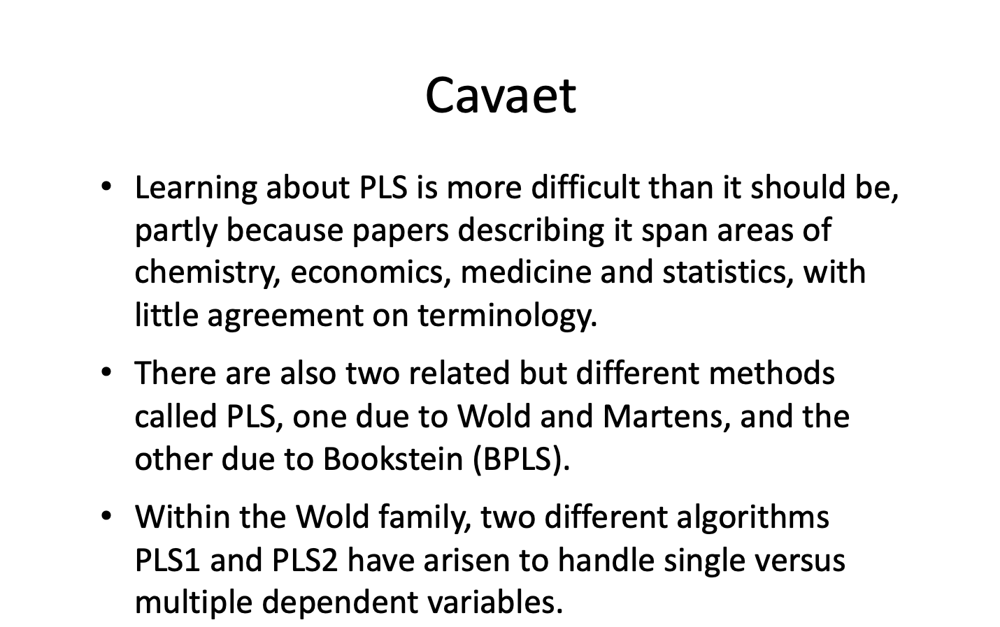 Cavaet
• Learning about PLS is more difficult than it should be,
partly because papers describing it span areas of
chemistry, economics, medicine and statistics, with
little agreement on terminology.
• There are also two related but different methods
called PLS, one due to Wold and Martens, and the
other due to Bookstein (BPLS).
• Within the Wold family, two different algorithms
PLS1 and PLS2 have arisen to handle single versus
multiple dependent variables.